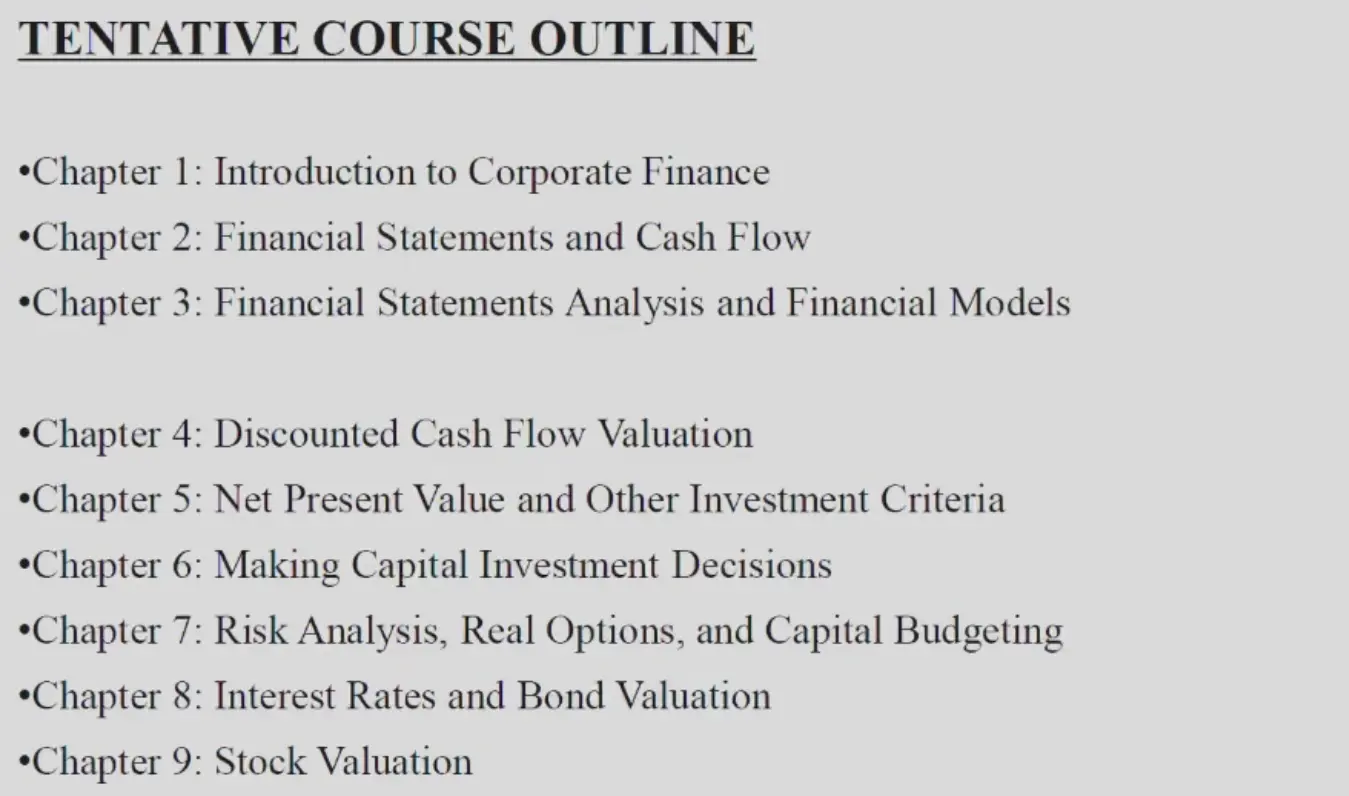 TENTATIVE COURSE OUTLINE
•Chapter 1: Introduction to Corporate Finance
•Chapter 2: Financial Statements and Cash Flow
•Chapter 3: Financial Statements Analysis and Financial Models
•Chapter 4: Discounted Cash Flow Valuation
•Chapter 5: Net Present Value and Other Investment Criteria
•Chapter 6: Making Capital Investment Decisions
•Chapter 7: Risk Analysis, Real Options, and Capital Budgeting
•Chapter 8: Interest Rates and Bond Valuation
•Chapter 9: Stock Valuation